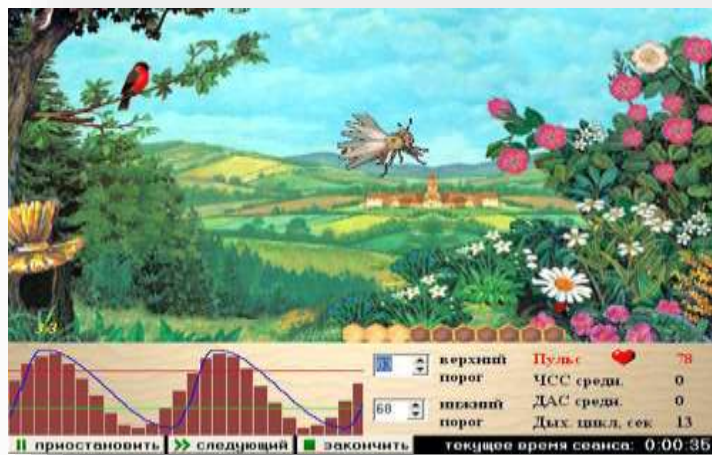 33
верхний порог
Пульс 78
ЧСС средн. 0
68
нижний порог
ДАС средн. 0
Дых. цикл, сек 13
приостановить
следующий
закончить
текущее время сеанса: 0:00:35